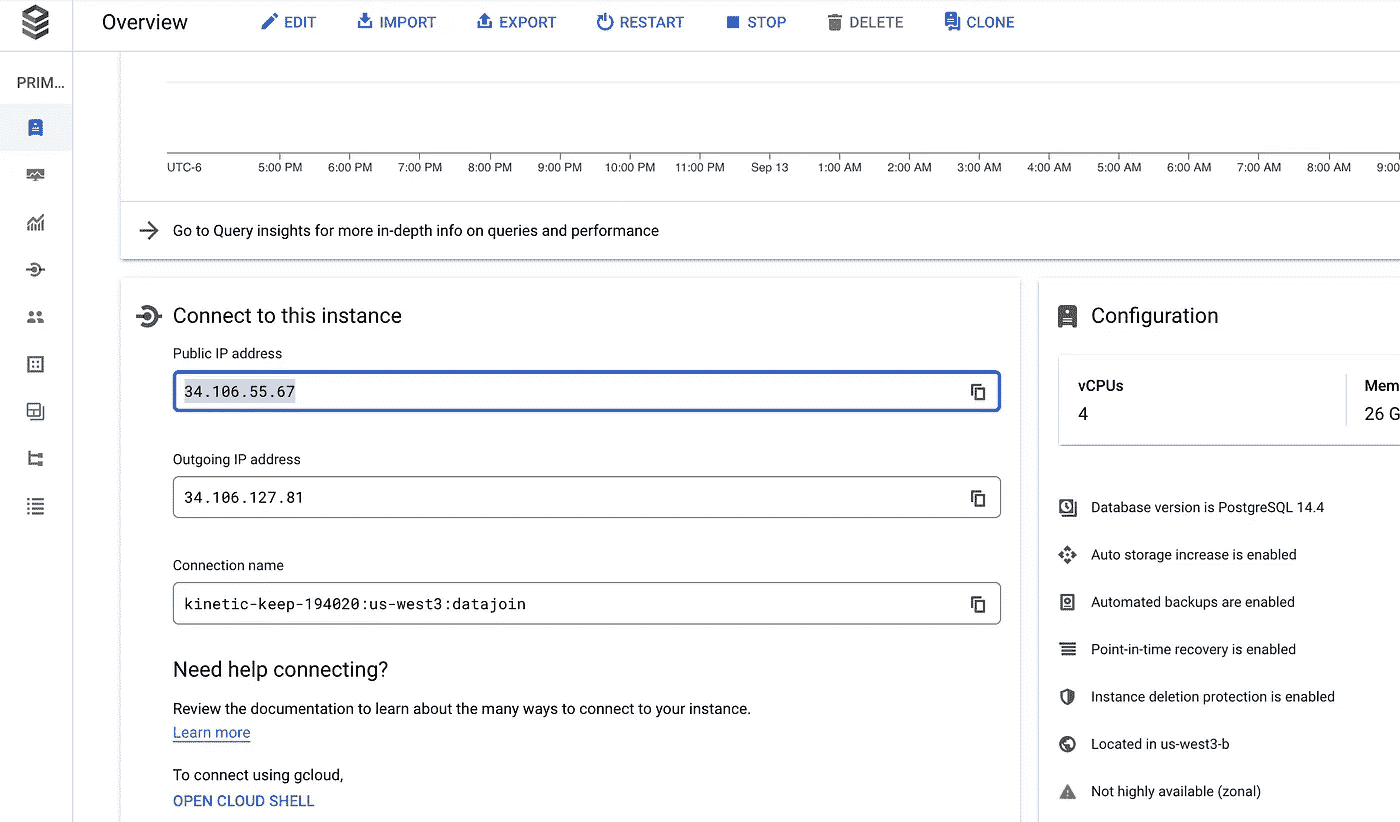 Overview
EDIT
IMPORT
EXPORT
RESTART
STOP
DELETE
CLONE
PRIM...
UTC-6 5:00 PM 6:00 PM 7:00 PM 8:00 PM 9:00 PM 10:00 PM 11:00 PM Sep 13 1:00 AM 2:00 AM 3:00 AM 4:00 AM 5:00 AM 6:00 AM 7:00 AM 8:00 AM 9:00
Go to Query insights for more in-depth info on queries and performance
Connect to this instance
Public IP address
34.106.55.67
Outgoing IP address
34.106.127.81
Connection name
kinetic-keep-194020:us-west3:datajoin
Need help connecting?
Review the documentation to learn about the many ways to connect to your instance.
Learn more
To connect using gcloud,
OPEN CLOUD SHELL
Configuration
vCPUs
4
Mem
26 G
Database version is PostgreSQL 14.4
Auto storage increase is enabled
Automated backups are enabled
Point-in-time recovery is enabled
Instance deletion protection is enabled
Located in us-west3-b
Not highly available (zonal)